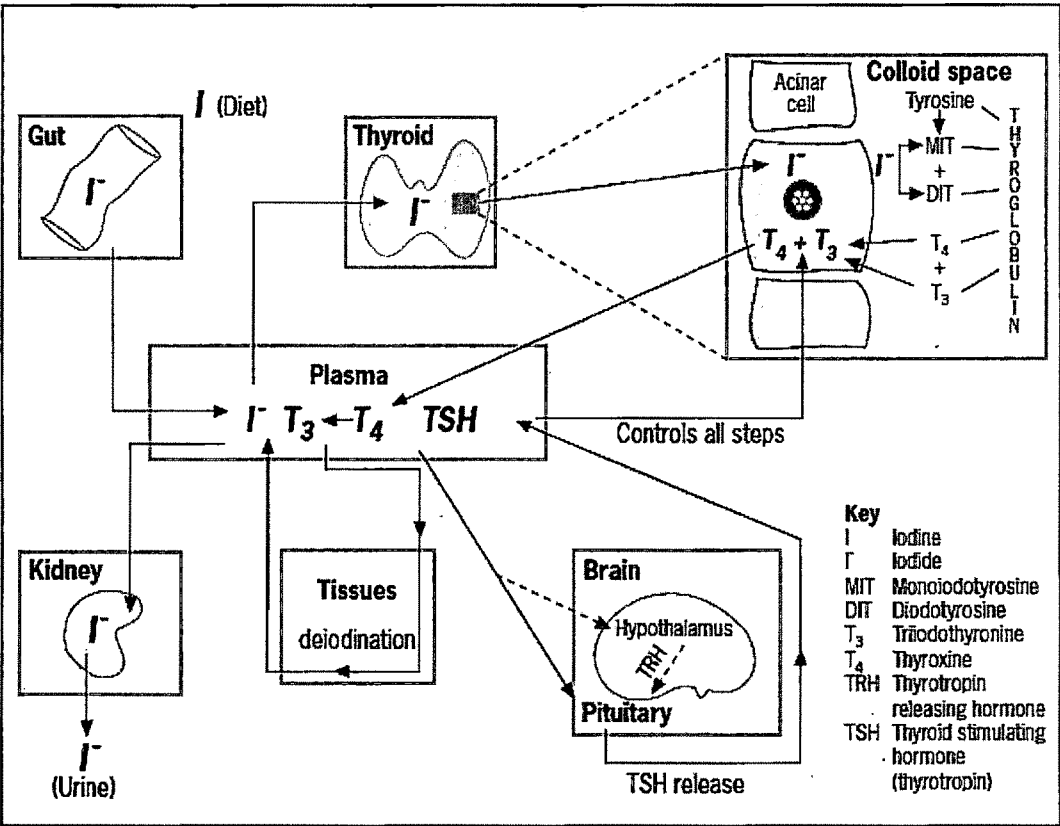 I (Diet)
Gut
I⁻
Thyroid
I⁻
Colloid space
Acinar
cell
Tyrosine
I⁻
I⁻
MIT
+
DIT
T₄ + T₃
T₄
+
T₃
THYROGLOBULIN
Plasma
I⁻ T₃ T₄ TSH
Controls all steps
Kidney
I⁻
I⁻
(Urine)
Tissues
deiodination
Brain
Hypothalamus
TRH
Pituitary
TSH release
Key
I Iodine
I⁻ Iodide
MIT Monoiodotyrosine
DIT Diodotyrosine
T₃ Triiodothyronine
T₄ Thyroxine
TRH Thyrotropin
releasing hormone
TSH Thyroid stimulating
hormone
(thyrotropin)